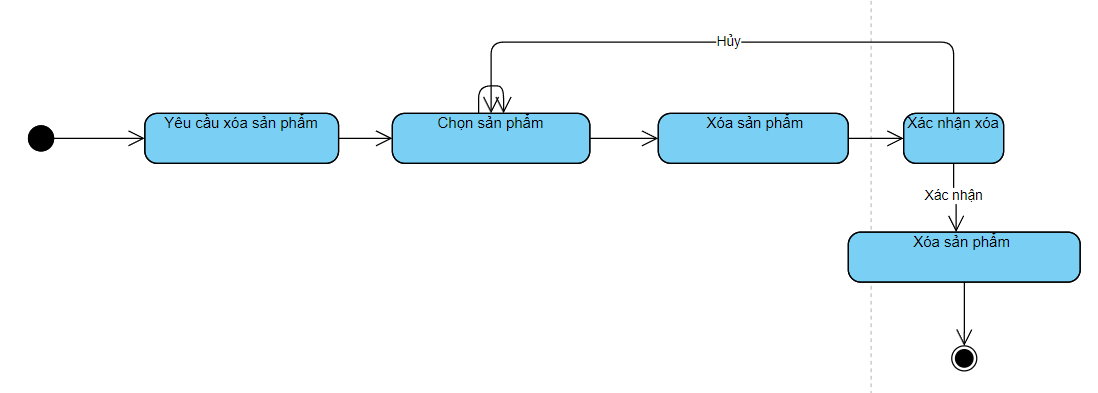 Hủy
Yêu cầu xóa sản phẩm
Chọn sản phẩm
Xóa sản phẩm
Xác nhận xóa
Xác nhận
Xóa sản phẩm